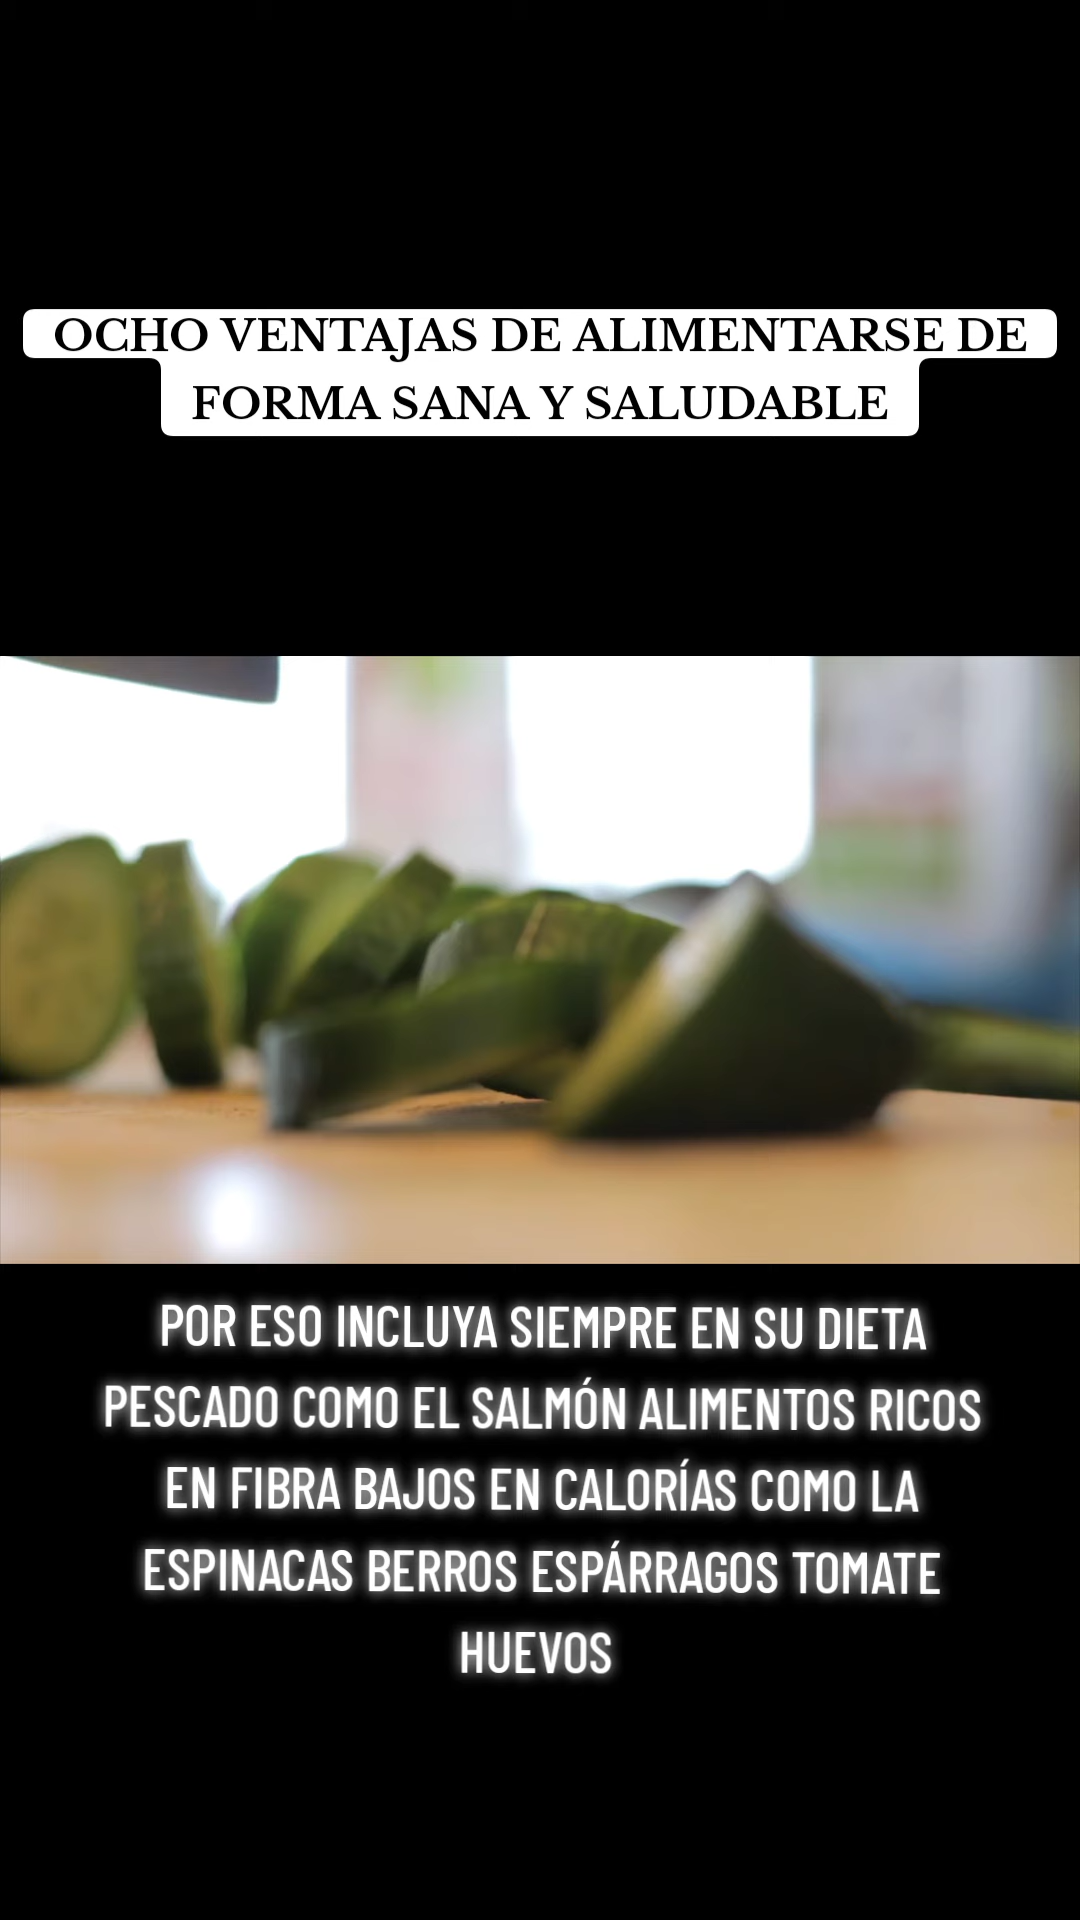 OCHO VENTAJAS DE ALIMENTARSE DE
FORMA SANA Y SALUDABLE
POR ESO INCLUYA SIEMPRE EN SU DIETA
PESCADO COMO EL SALMÓN ALIMENTOS RICOS
EN FIBRA BAJOS EN CALORÍAS COMO LA
ESPINACAS BERROS ESPÁRRAGOS TOMATE
HUEVOS